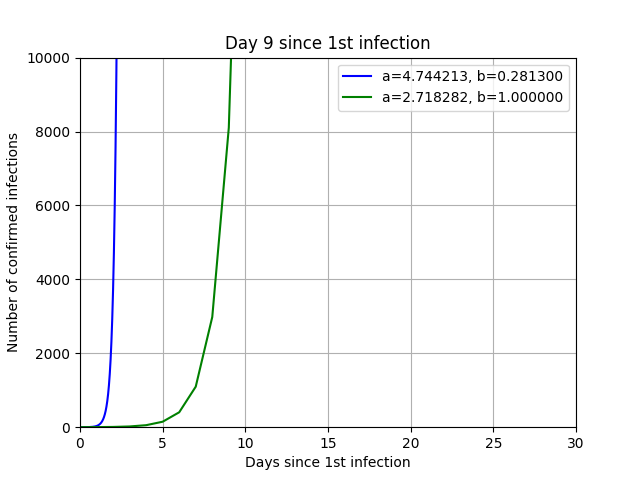 Day 9 since 1st infection
a=4.744213, b=0.281300
a=2.718282, b=1.000000
Number of confirmed infections
10000
8000
6000
4000
2000
0
0 5 10 15 20 25 30
Days since 1st infection